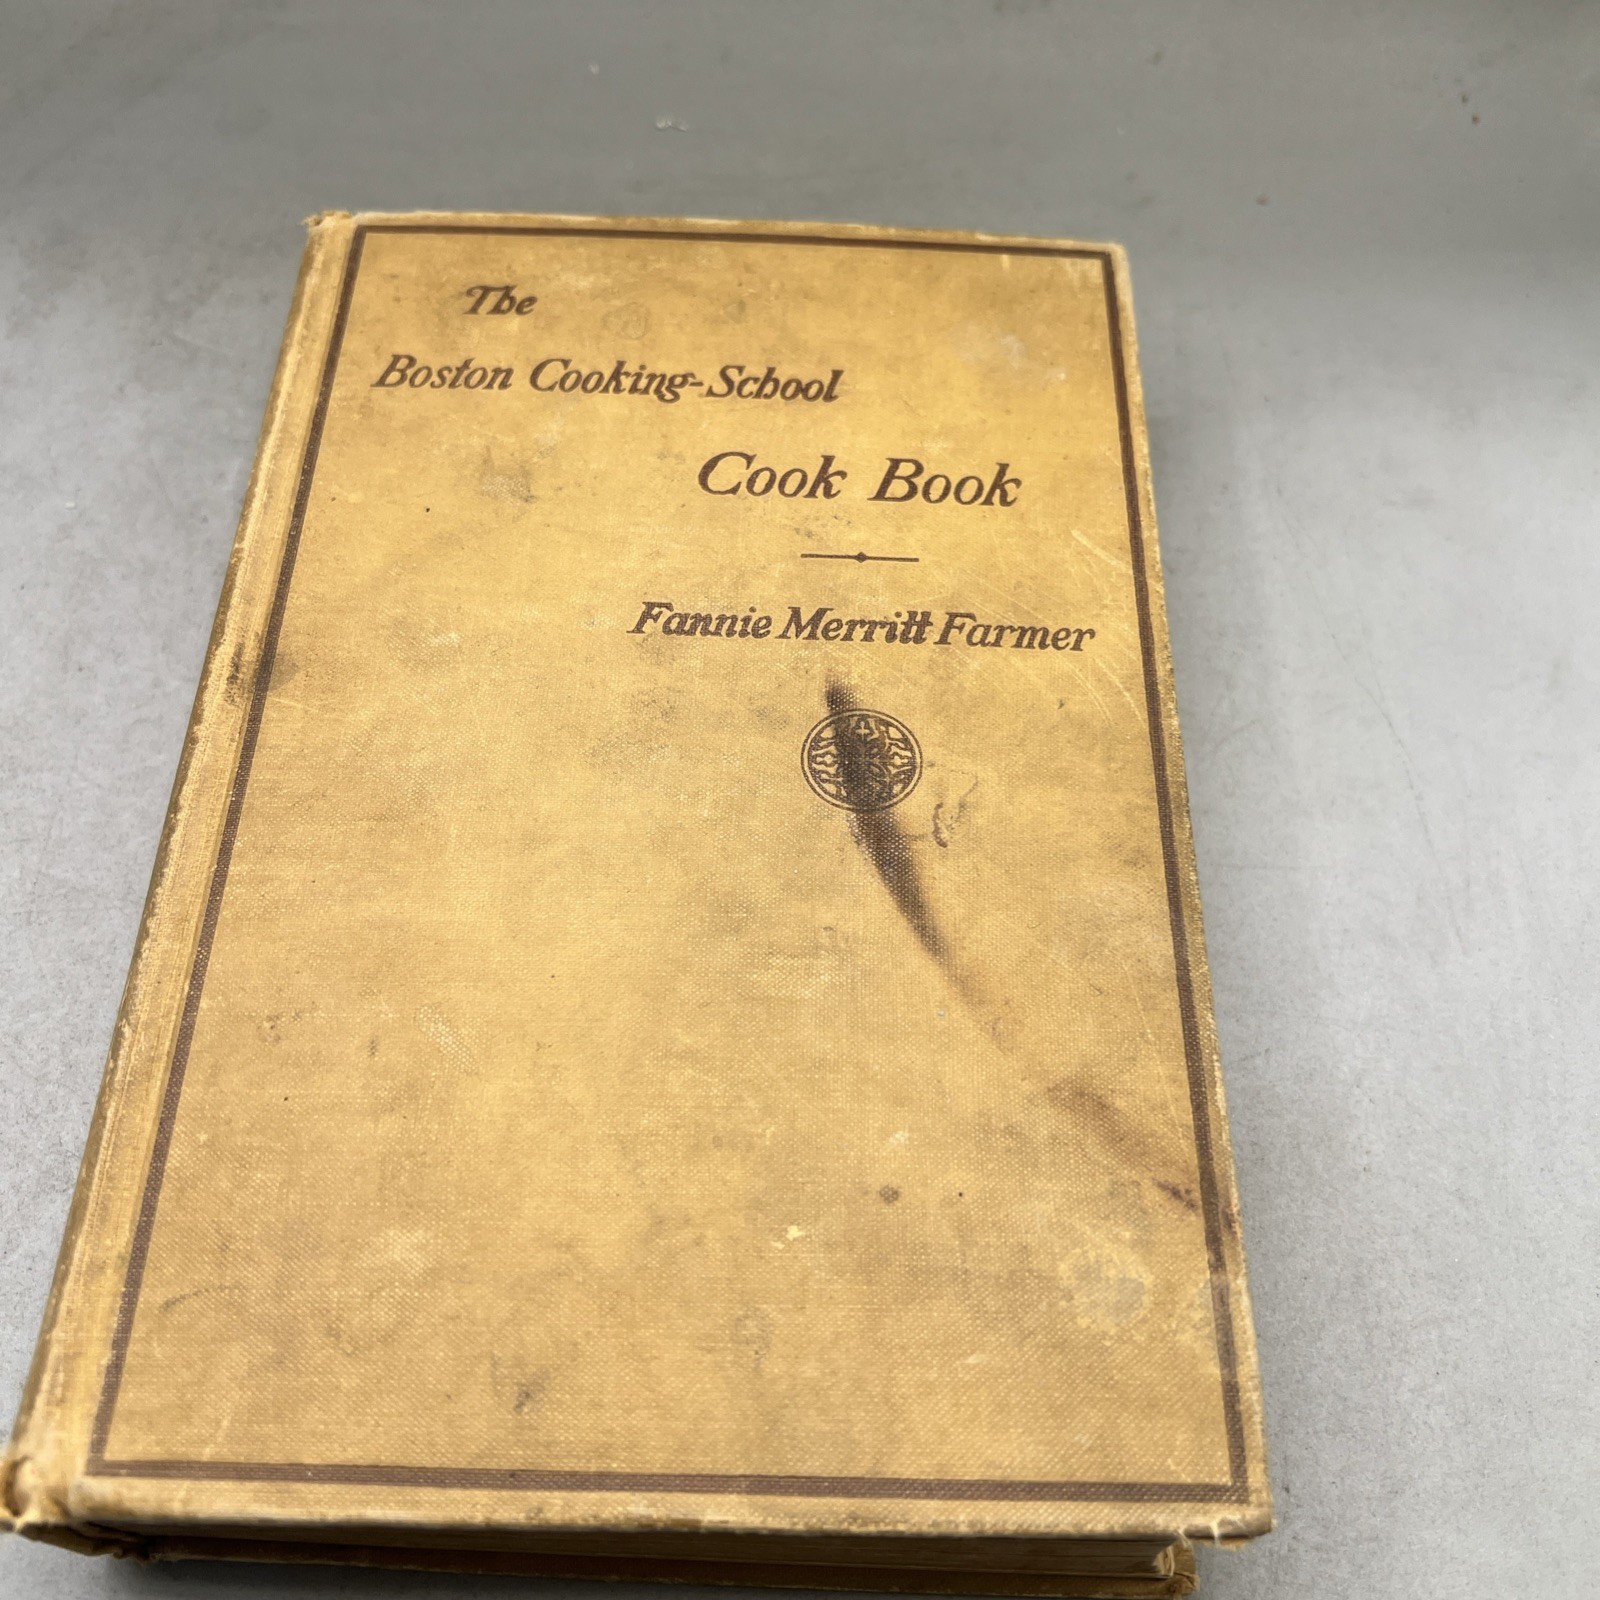 The
Boston Cooking-School
Cook Book
Fannie Merritt Farmer